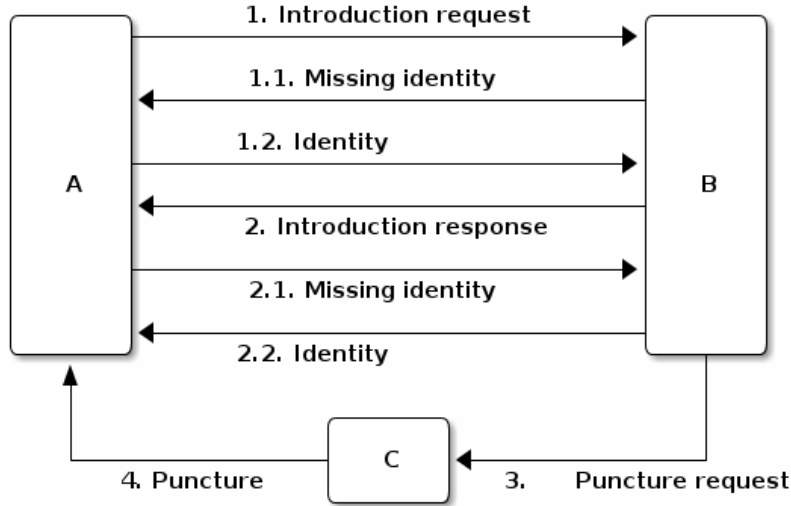 1. Introduction request
1.1. Missing identity
1.2. Identity
A
B
2. Introduction response
2.1. Missing identity
2.2. Identity
C
4. Puncture
3. Puncture request